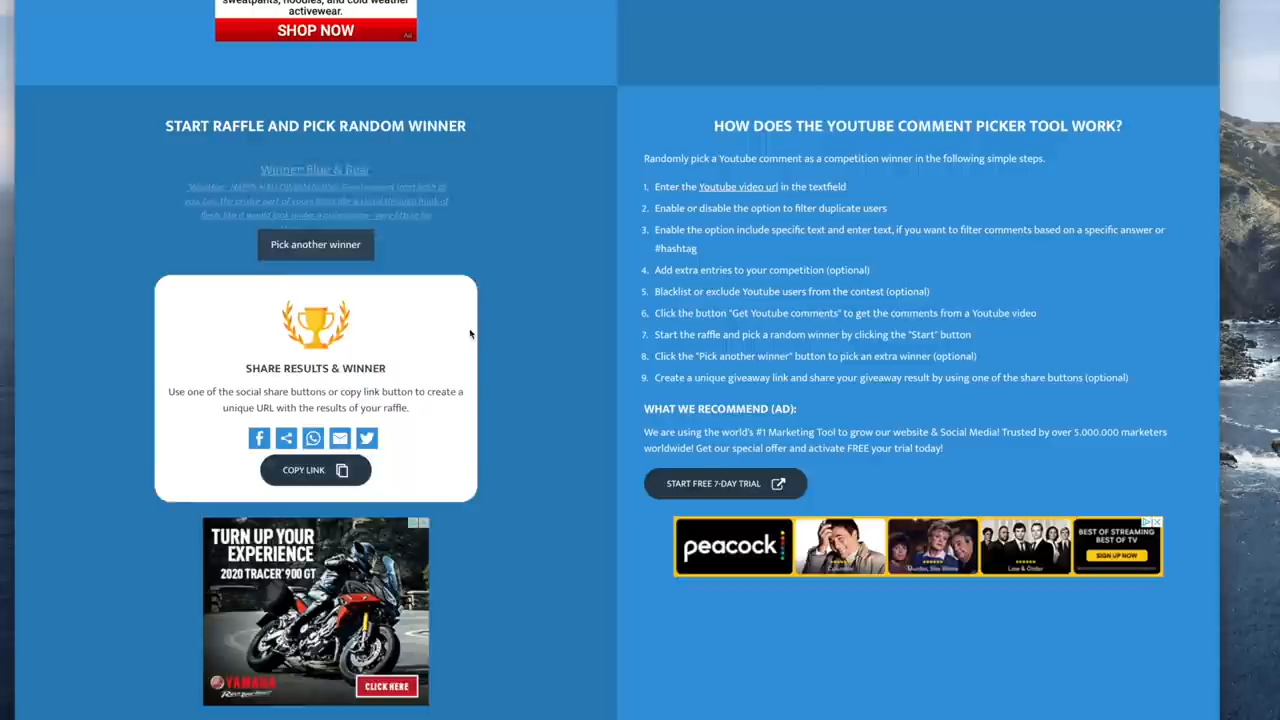 sweatpants, hoodies, and cold weather
activewear.
SHOP NOW
Ad
START RAFFLE AND PICK RANDOM WINNER
Pick another winner
SHARE RESULTS & WINNER
Use one of the social share buttons or copy link button to create a
unique URL with the results of your raffle.
COPY LINK
TURN UP YOUR
EXPERIENCE
2020 TRACER 900 GT
YAMAHA
Revs Your Heart
CLICK HERE
HOW DOES THE YOUTUBE COMMENT PICKER TOOL WORK?
Randomly pick a Youtube comment as a competition winner in the following simple steps.
1. Enter the Youtube video url in the textfield
2. Enable or disable the option to filter duplicate users
3. Enable the option include specific text and enter text, if you want to filter comments based on a specific answer or
#hashtag
4. Add extra entries to your competition (optional)
5. Blacklist or exclude Youtube users from the contest (optional)
6. Click the button "Get Youtube comments" to get the comments from a Youtube video
7. Start the raffle and pick a random winner by clicking the "Start" button
8. Click the "Pick another winner" button to pick an extra winner (optional)
9. Create a unique giveaway link and share your giveaway result by using one of the share buttons (optional)
WHAT WE RECOMMEND (AD):
We are using the world's #1 Marketing Tool to grow our website & Social Media! Trusted by over 5.000.000 marketers
worldwide! Get our special offer and activate FREE your trial today!
START FREE 7-DAY TRIAL
peacock
Columbo
Murder, She Wrote
Law & Order
BEST OF STREAMING
BEST OF TV
SIGN UP NOW